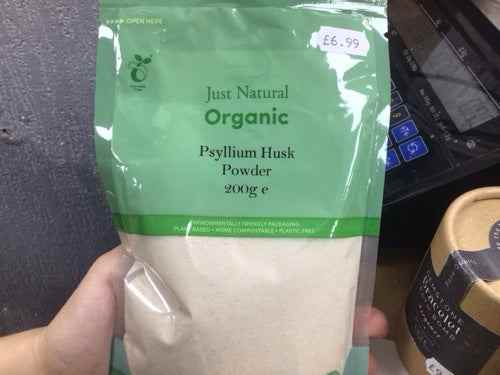 OPEN HERE
£6.99
Just Natural
Organic
Psyllium Husk
Powder
200g e
ENVIRONMENTALLY FRIENDLY PACKAGING
PLANT BASED • HOME COMPOSTABLE • PLASTIC FREE